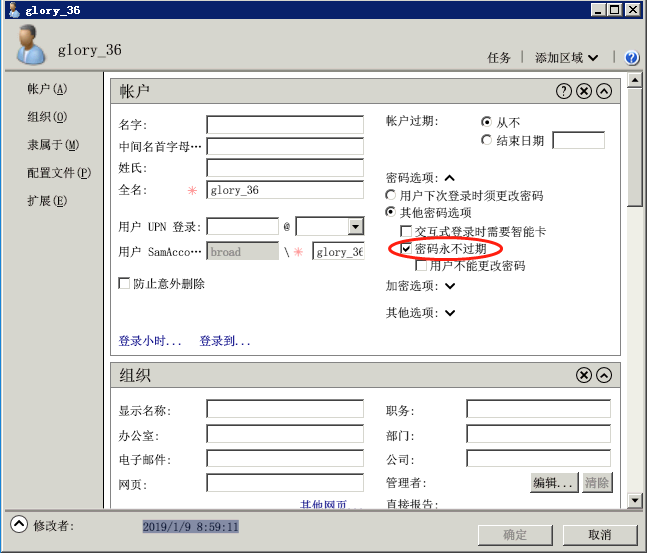 glory_36
glory_36
任务 | 添加区域 | ?
帐户(A)
组织(O)
隶属于(M)
配置文件(P)
扩展(E)
帐户
名字:
中间名首字母…
姓氏:
全名: * glory_36
用户 UPN 登录: @
用户 SamAcco… broad \ * glory_36
防止意外删除
登录小时... 登录到...
帐户过期: 从不
结束日期
密码选项:
用户下次登录时须更改密码
其他密码选项
交互式登录时需要智能卡
密码永不过期
用户不能更改密码
加密选项:
其他选项:
组织
显示名称:
办公室:
电子邮件:
网页:
其他网页...
职务:
部门:
公司:
管理者: 编辑... 清除
直接报告:
修改者: 2019/1/9 8:59:11
确定 取消